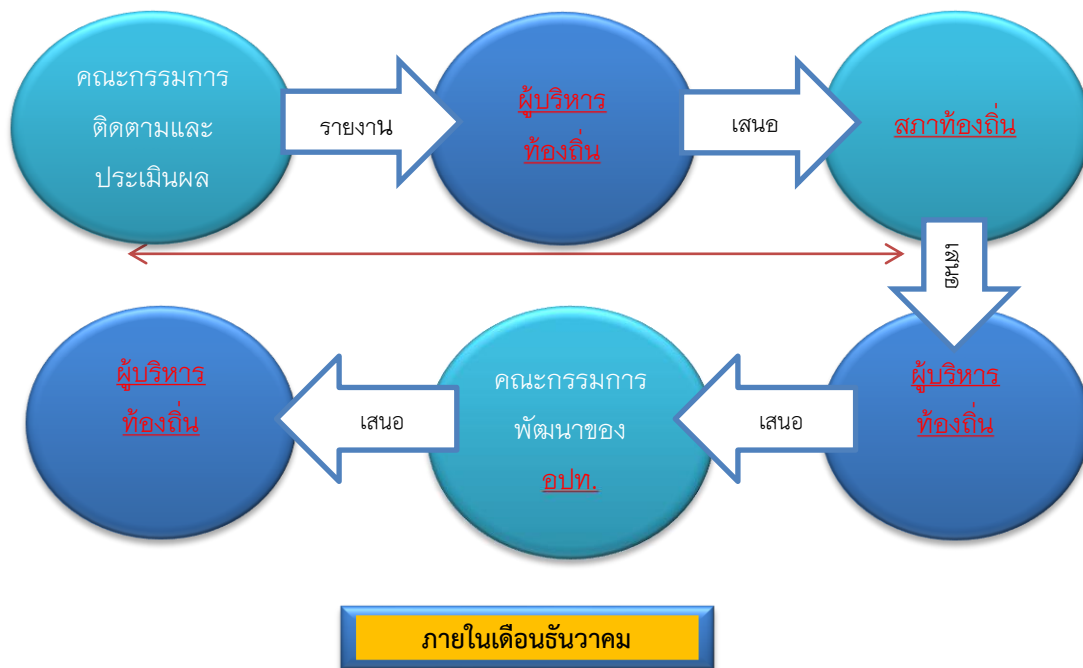 คณะกรรมการ
ติดตามและ
ประเมินผล
รายงาน
ผู้บริหาร
ท้องถิ่น
เสนอ
สภาท้องถิ่น
เสนอ
ผู้บริหาร
ท้องถิ่น
เสนอ
คณะกรรมการ
พัฒนาของ
อปท.
เสนอ
ผู้บริหาร
ท้องถิ่น
ภายในเดือนธันวาคม